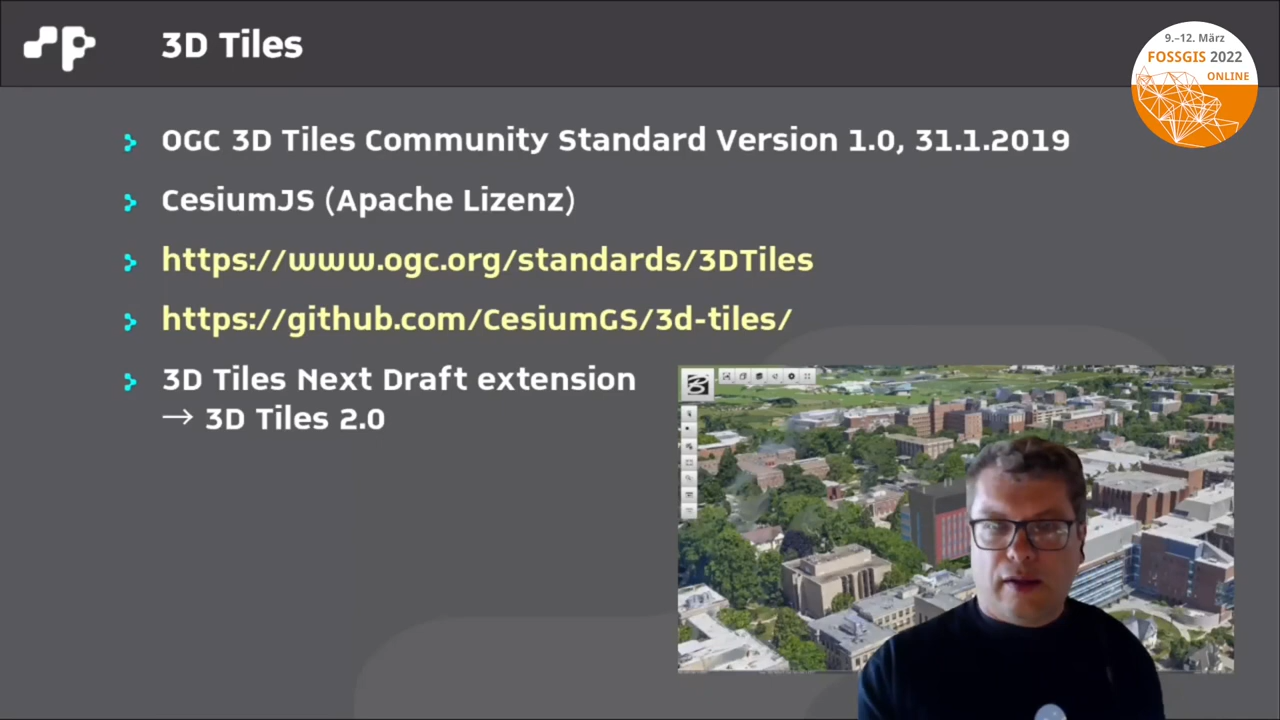 3D Tiles
9.–12. März
FOSSGIS 2022
ONLINE
OGC 3D Tiles Community Standard Version 1.0, 31.1.2019
CesiumJS (Apache Lizenz)
https://www.ogc.org/standards/3DTiles
https://github.com/CesiumGS/3d-tiles/
3D Tiles Next Draft extension
→ 3D Tiles 2.0